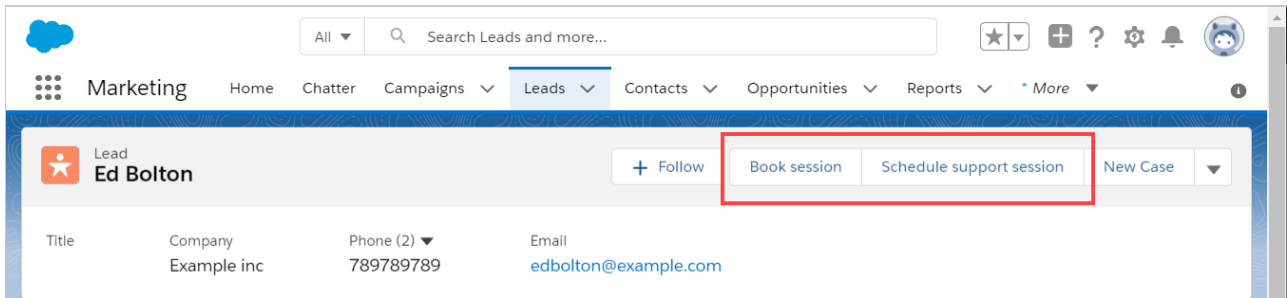 All Search Leads and more...
Marketing Home Chatter Campaigns Leads Contacts Opportunities Reports * More
Lead
Ed Bolton
+ Follow Book session Schedule support session New Case
Title Company Phone (2) Email
Example inc 789789789 edbolton@example.com